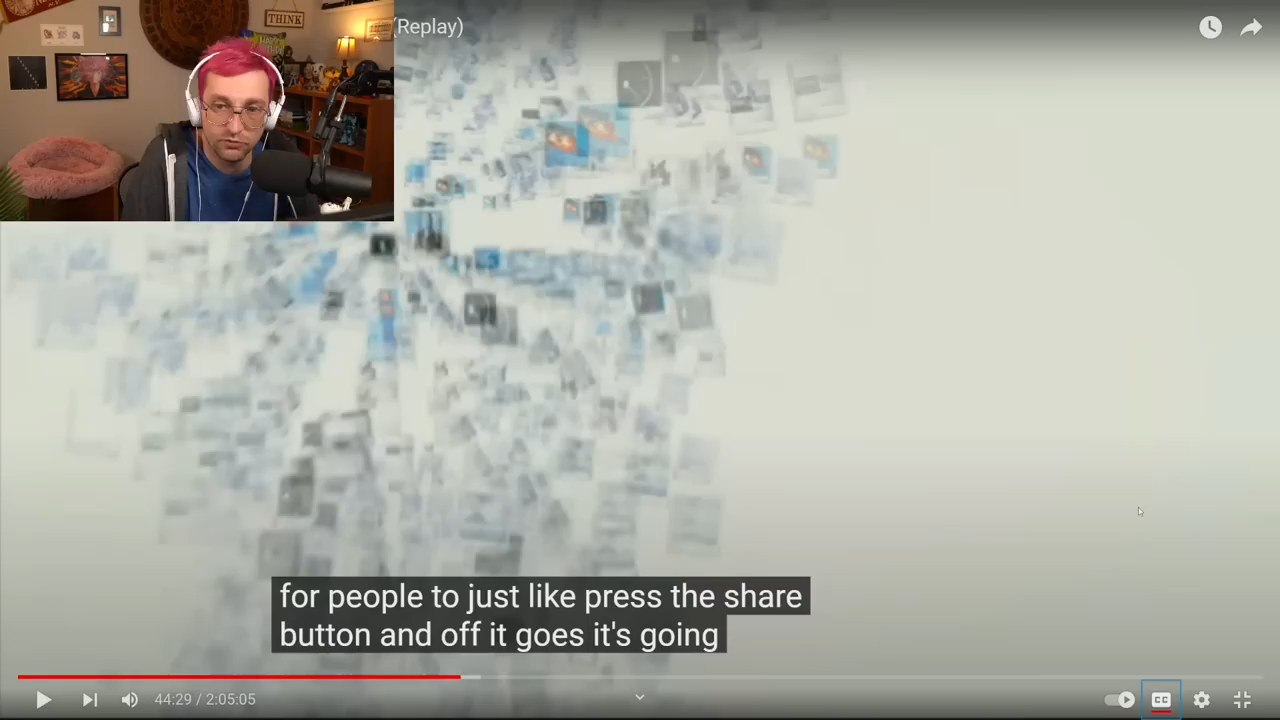 THINK
(Replay)
for people to just like press the share
button and off it goes it's going
44:29 / 2:05:05
CC